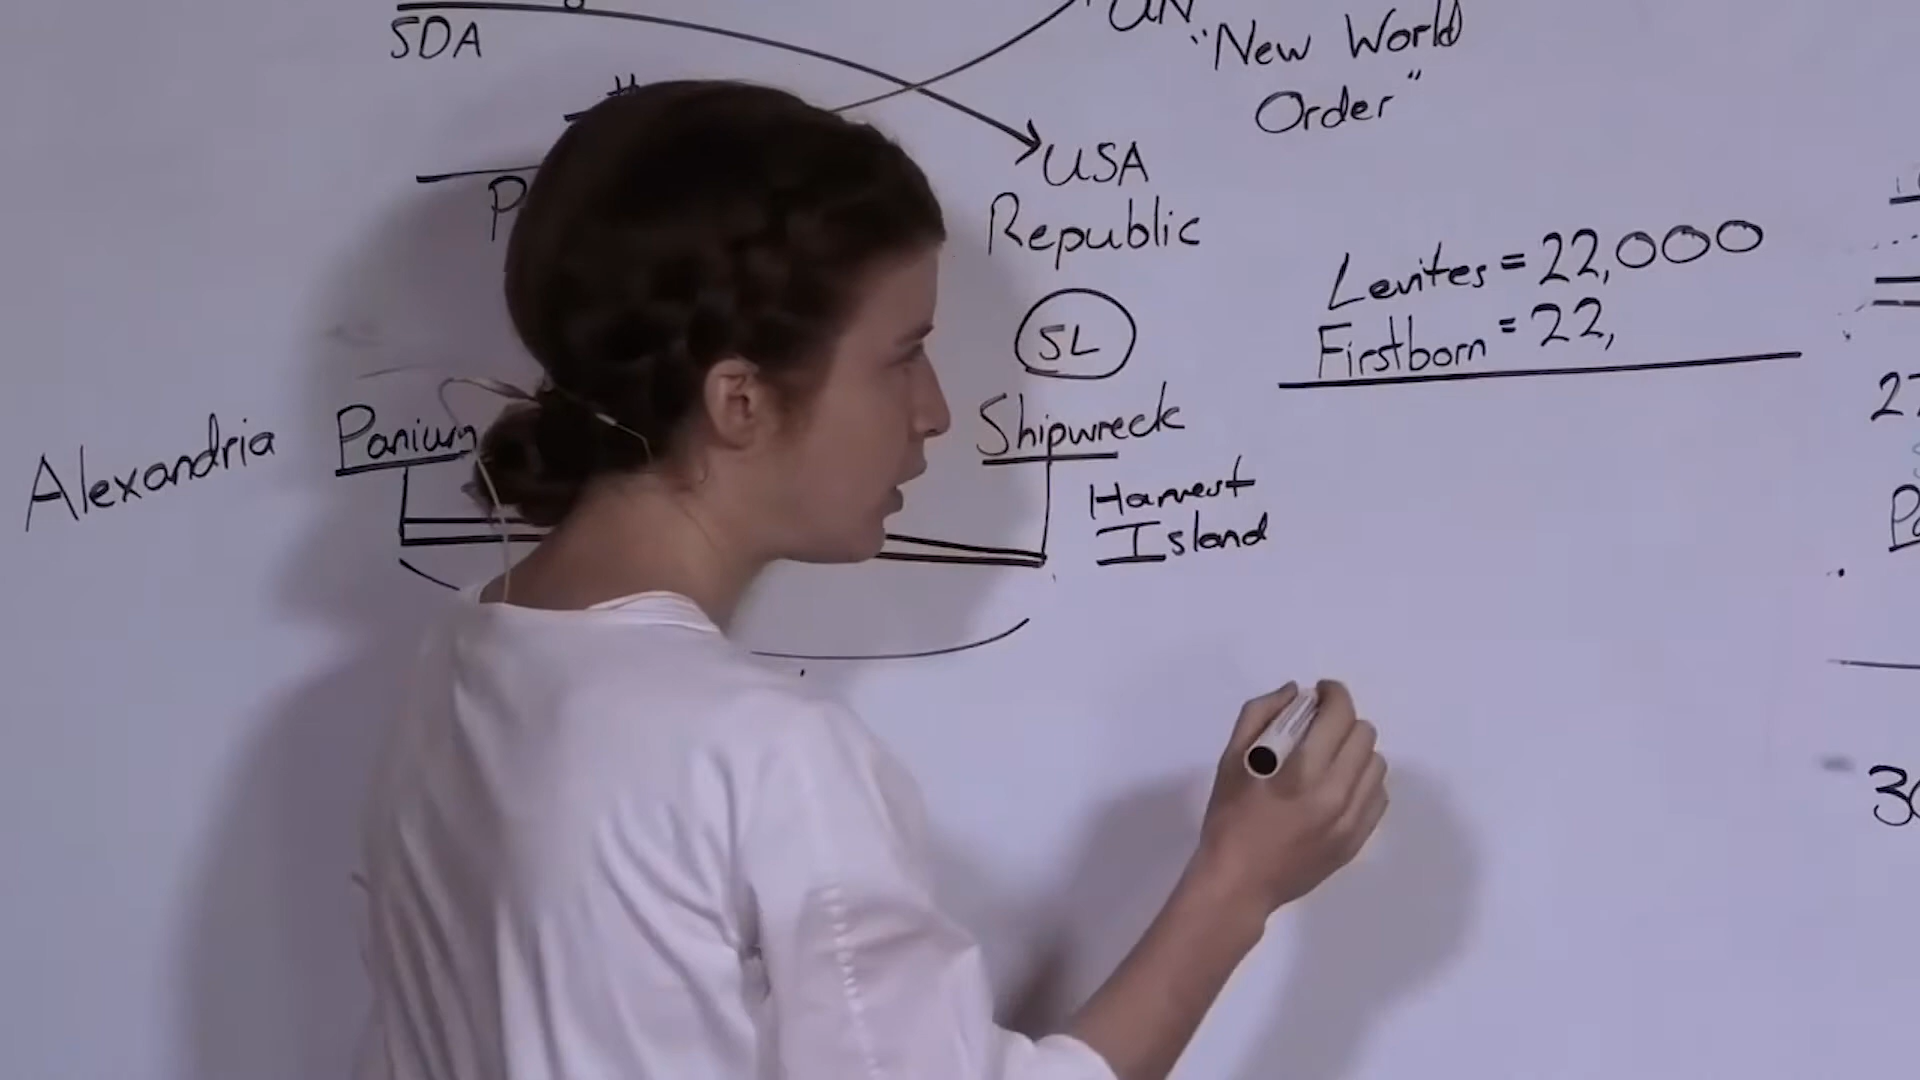 SDA
UN
"New World
Order"
USA
Republic
Levites = 22,000
Firstborn = 22,
SL
Alexandria
Panium
Shipwreck
Harvest
Island